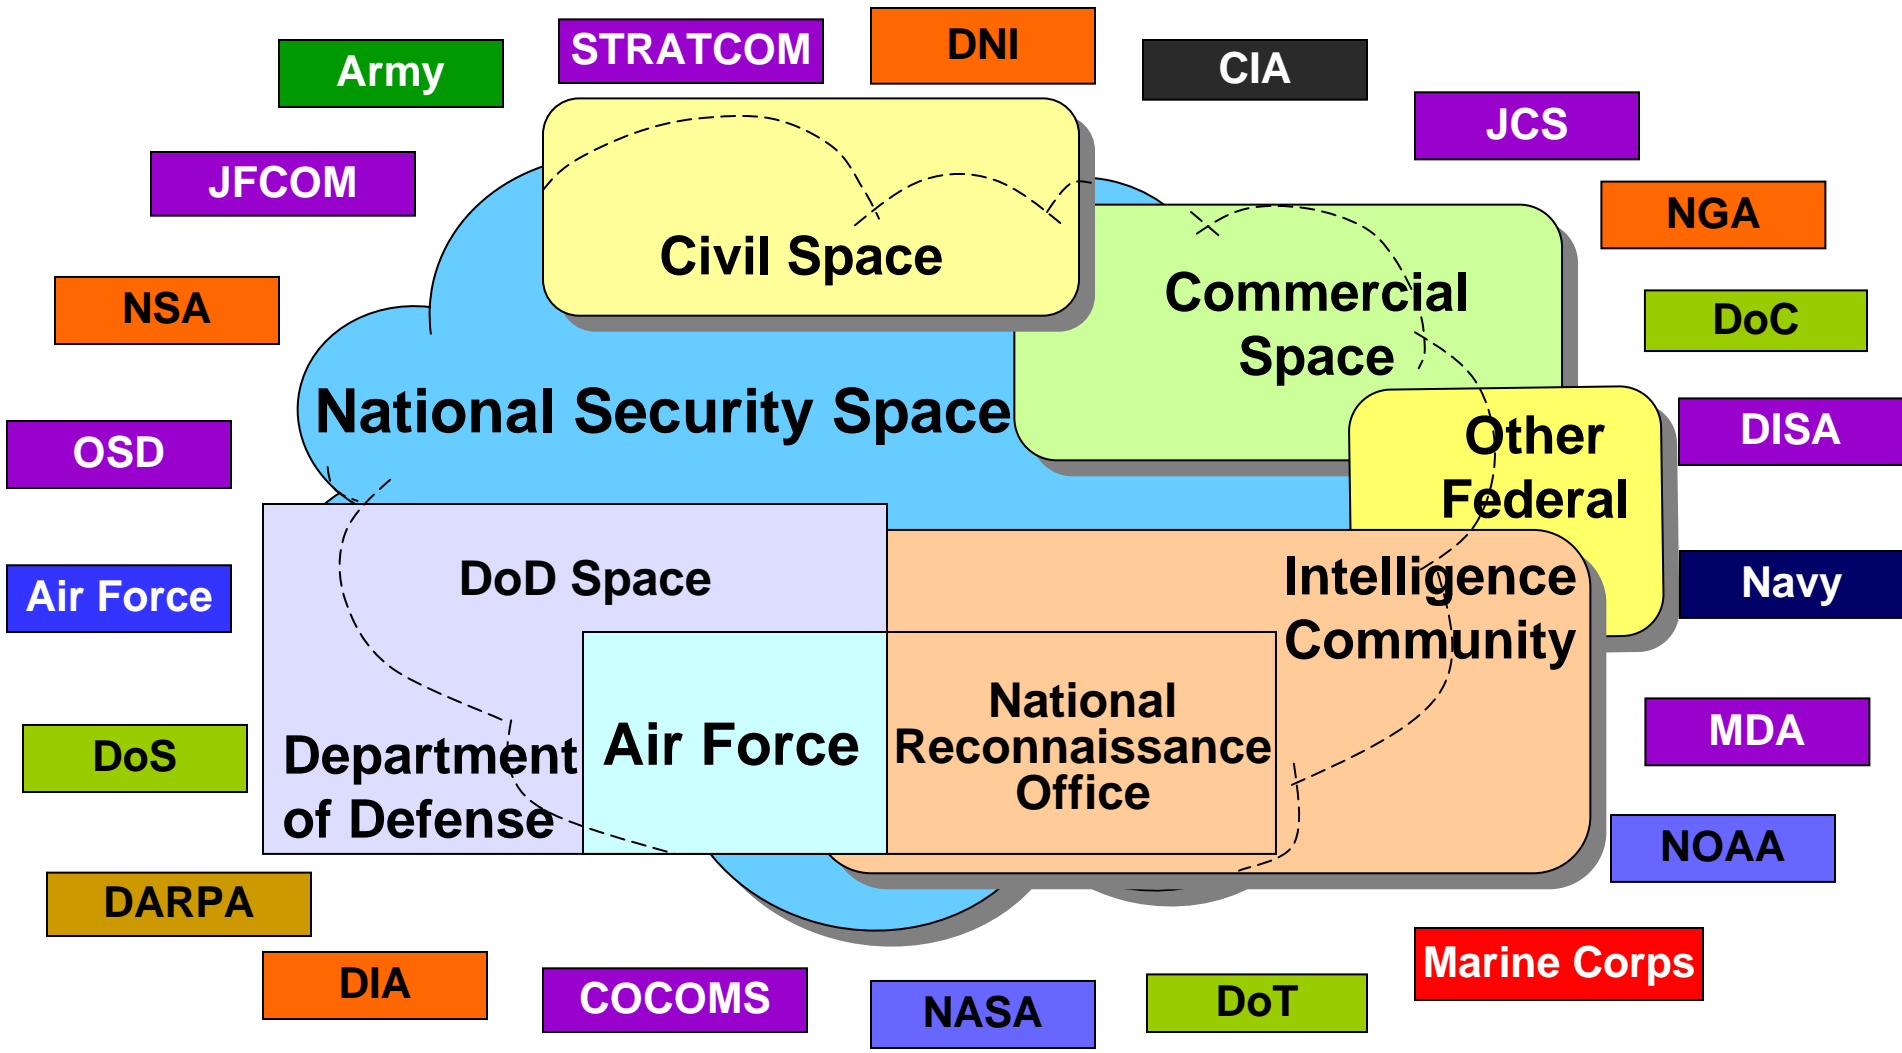 STRATCOM
DNI
Army
CIA
JCS
JFCOM
NGA
Civil Space
NSA
Commercial
Space
DoC
National Security Space
OSD
Other
Federal
DISA
Air Force
DoD Space
Intelligence
Community
Navy
National
Reconnaissance
Office
Air Force
Department
of Defense
DoS
MDA
NOAA
DARPA
Marine Corps
DIA
COCOMS
NASA
DoT